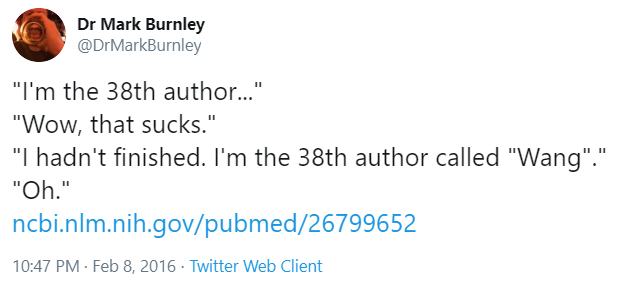 Dr Mark Burnley
@DrMarkBurnley
"I'm the 38th author..."
"Wow, that sucks."
"I hadn't finished. I'm the 38th author called "Wang"."
"Oh."
ncbi.nlm.nih.gov/pubmed/26799652
10:47 PM · Feb 8, 2016 · Twitter Web Client